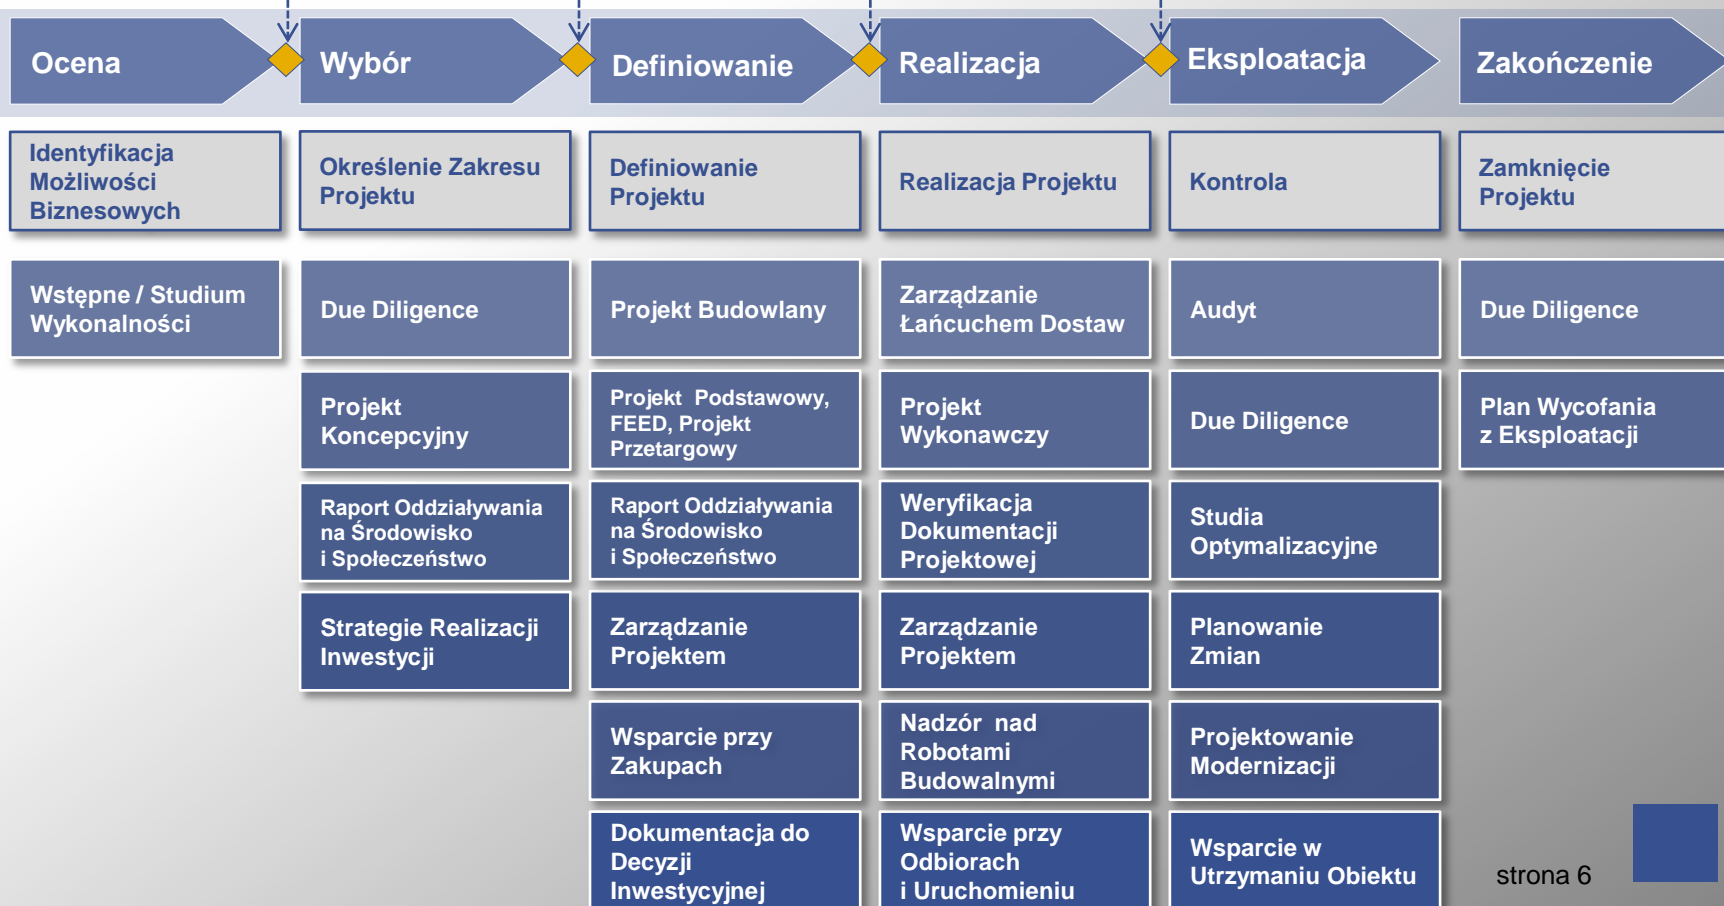 Ocena
Wybór
Definiowanie
Realizacja
Eksploatacja
Zakończenie
Identyfikacja
Możliwości
Biznesowych
Określenie Zakresu
Projektu
Definiowanie
Projektu
Realizacja Projektu
Kontrola
Zamknięcie
Projektu
Wstępne / Studium
Wykonalności
Due Diligence
Projekt Budowlany
Zarządzanie
Łańcuchem Dostaw
Audyt
Due Diligence
Projekt
Koncepcyjny
Projekt Podstawowy,
FEED, Projekt
Przetargowy
Projekt
Wykonawczy
Due Diligence
Plan Wycofania
z Eksploatacji
Raport Oddziaływania
na Środowisko
i Społeczeństwo
Raport Oddziaływania
na Środowisko
i Społeczeństwo
Weryfikacja
Dokumentacji
Projektowej
Studia
Optymalizacyjne
Strategie Realizacji
Inwestycji
Zarządzanie
Projektem
Zarządzanie
Projektem
Planowanie
Zmian
Wsparcie przy
Zakupach
Nadzór nad
Robotami
Budowalnymi
Projektowanie
Modernizacji
Dokumentacja do
Decyzji
Inwestycyjnej
Wsparcie przy
Odbiorach
i Uruchomieniu
Wsparcie w
Utrzymaniu Obiektu
strona 6